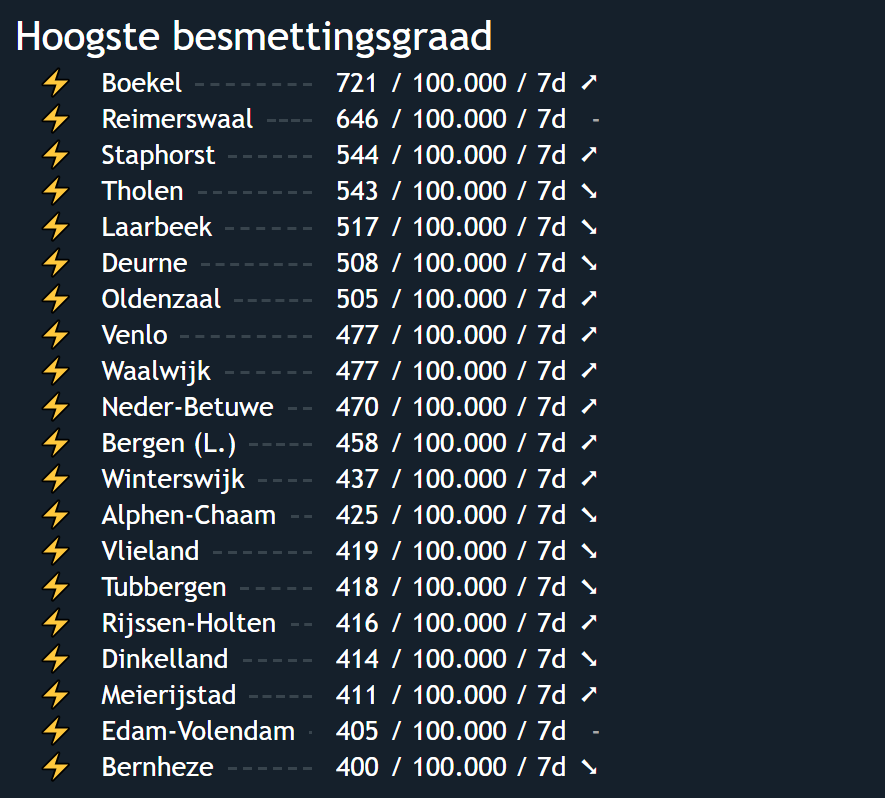 Hoogste besmettingsgraad
⚡ Boekel -------- 721 / 100.000 / 7d ➚
⚡ Reimerswaal ---- 646 / 100.000 / 7d -
⚡ Staphorst ------ 544 / 100.000 / 7d ➚
⚡ Tholen -------- 543 / 100.000 / 7d ➘
⚡ Laarbeek ------ 517 / 100.000 / 7d ➘
⚡ Deurne -------- 508 / 100.000 / 7d ➘
⚡ Oldenzaal ------ 505 / 100.000 / 7d ➚
⚡ Venlo --------- 477 / 100.000 / 7d ➚
⚡ Waalwijk ------ 477 / 100.000 / 7d ➚
⚡ Neder-Betuwe -- 470 / 100.000 / 7d ➚
⚡ Bergen (L.) ----- 458 / 100.000 / 7d ➚
⚡ Winterswijk ---- 437 / 100.000 / 7d ➚
⚡ Alphen-Chaam -- 425 / 100.000 / 7d ➘
⚡ Vlieland ------- 419 / 100.000 / 7d ➘
⚡ Tubbergen ----- 418 / 100.000 / 7d ➘
⚡ Rijssen-Holten -- 416 / 100.000 / 7d ➚
⚡ Dinkelland ----- 414 / 100.000 / 7d ➘
⚡ Meierijstad ----- 411 / 100.000 / 7d ➚
⚡ Edam-Volendam - 405 / 100.000 / 7d -
⚡ Bernheze ------ 400 / 100.000 / 7d ➘